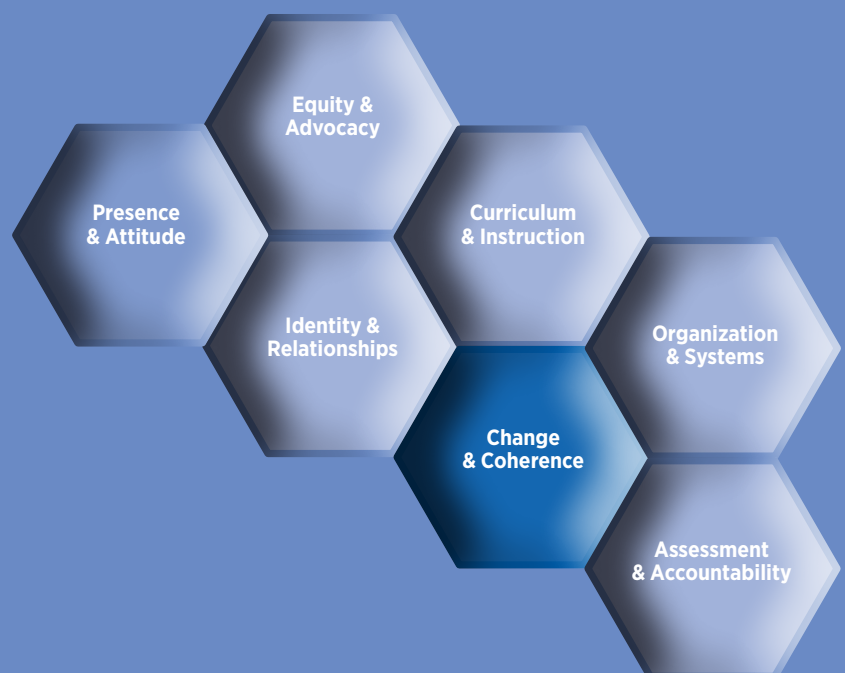 Equity &
Advocacy
Presence
& Attitude
Curriculum
& Instruction
Identity &
Relationships
Organization
& Systems
Change
& Coherence
Assessment
& Accountability